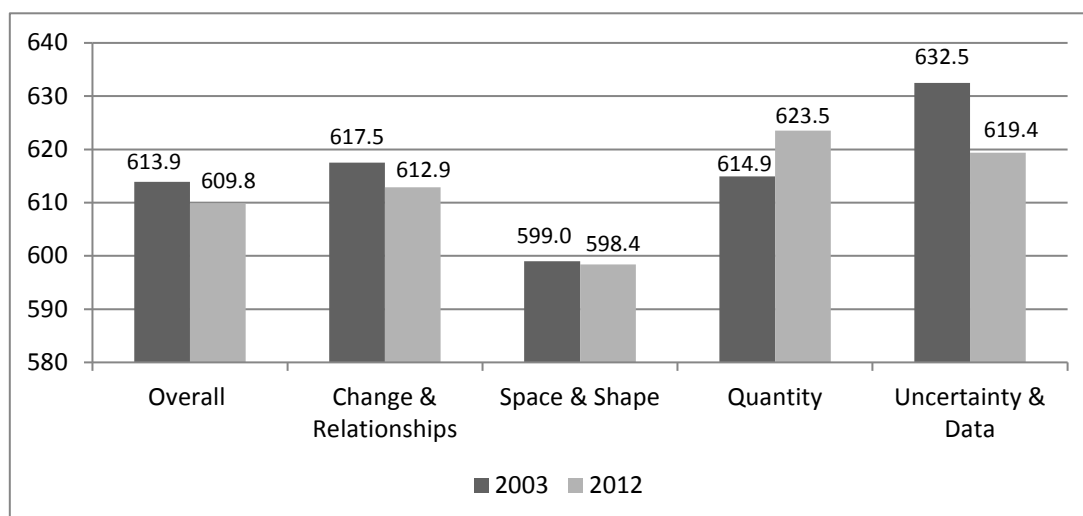 640
630
620
610
600
590
580
613.9
609.8
617.5
612.9
599.0
598.4
614.9
623.5
632.5
619.4
Overall
Change &
Relationships
Space & Shape
Quantity
Uncertainty &
Data
2003
2012